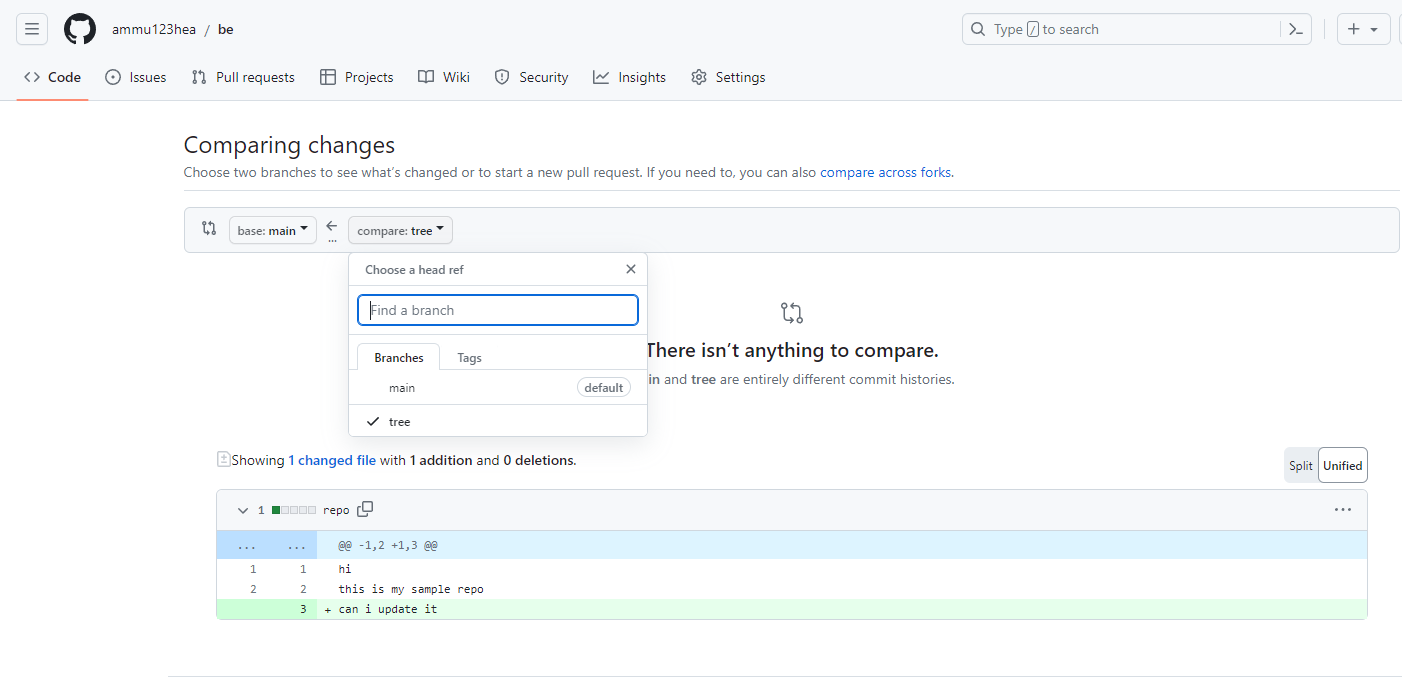 ammu123hea / be
Type / to search
Code Issues Pull requests Projects Wiki Security Insights Settings
Comparing changes
Choose two branches to see what's changed or to start a new pull request. If you need to, you can also compare across forks.
base: main ... compare: tree
Choose a head ref
Find a branch
Branches Tags
main default
tree
There isn't anything to compare.
in and tree are entirely different commit histories.
Showing 1 changed file with 1 addition and 0 deletions.
Split Unified
1 repo
... ... @@ -1,2 +1,3 @@
1 1 hi
2 2 this is my sample repo
3 + can i update it